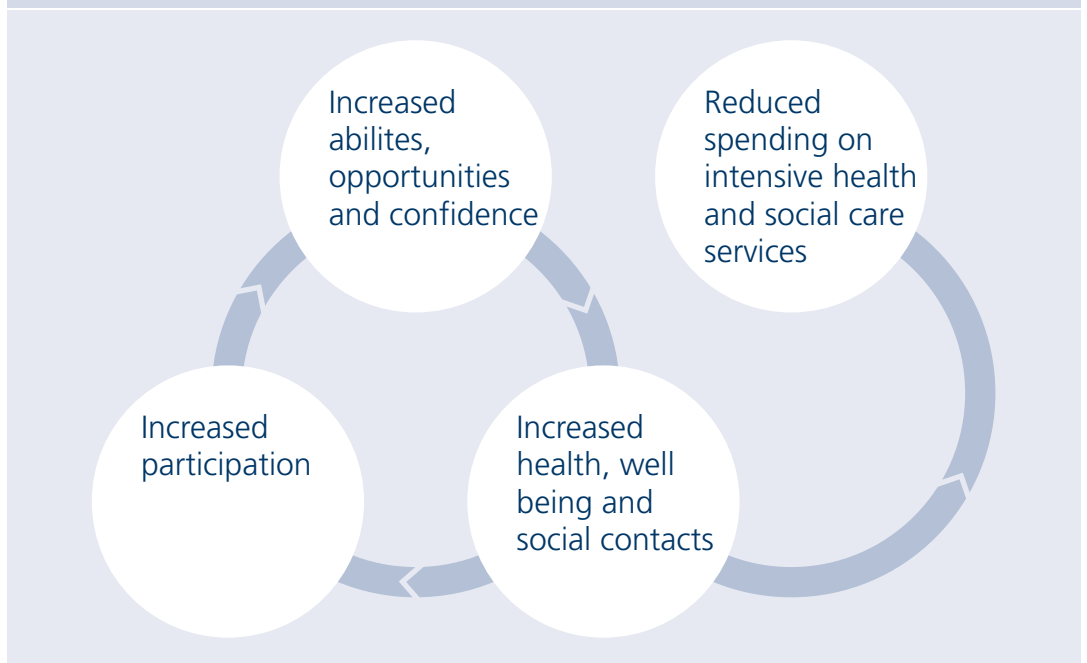 Increased
abilites,
opportunities
and confidence
Reduced
spending on
intensive health
and social care
services
Increased
participation
Increased
health, well
being and
social contacts